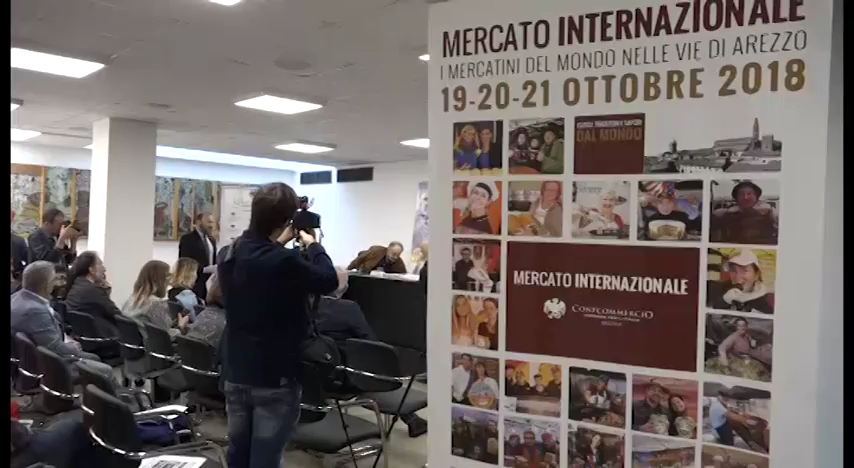 MERCATO INTERNAZIONALE
I MERCATINI DEL MONDO NELLE VIE DI AREZZO
19-20-21 OTTOBRE 2018
DAL MONDO
MERCATO INTERNAZIONALE
CONFCOMMERCIO